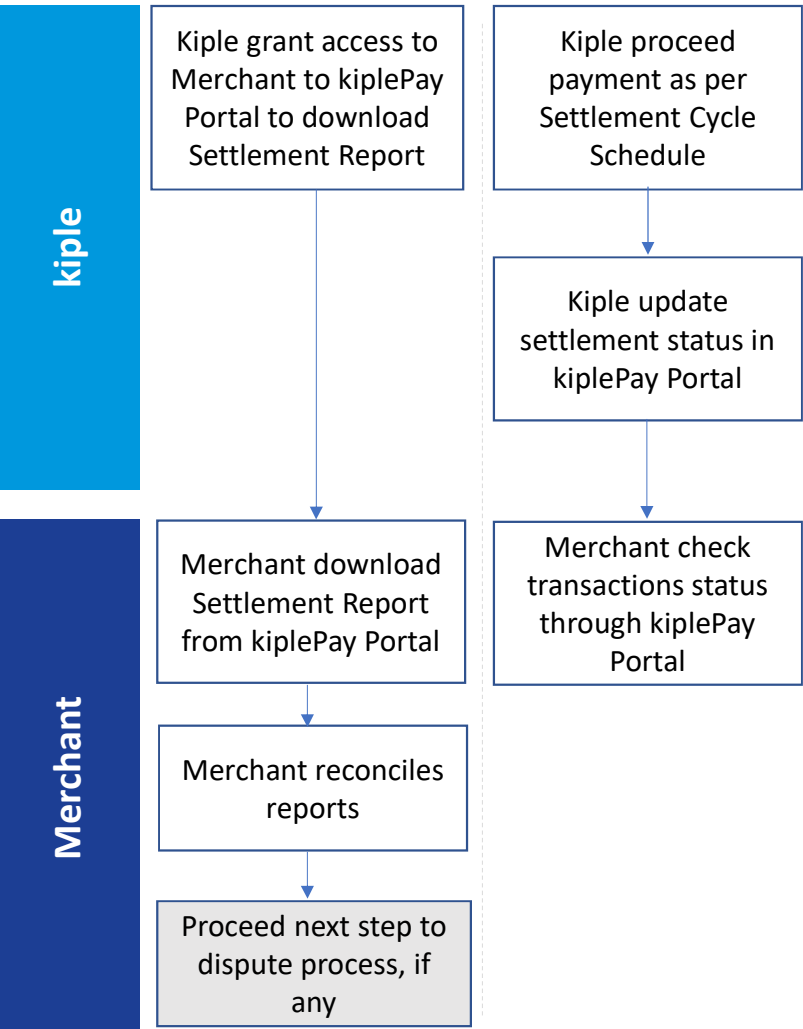 kiple
Kiple grant access to
Merchant to kiplePay
Portal to download
Settlement Report
Kiple proceed
payment as per
Settlement Cycle
Schedule
Kiple update
settlement status in
kiplePay Portal
Merchant
Merchant download
Settlement Report
from kiplePay Portal
Merchant check
transactions status
through kiplePay
Portal
Merchant reconciles
reports
Proceed next step to
dispute process, if
any